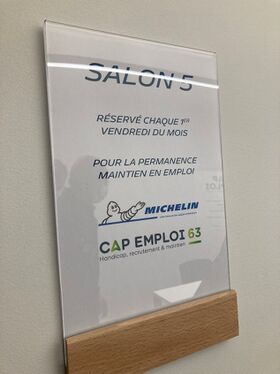 SALON 5
RÉSERVÉ CHAQUE 1er
VENDREDI DU MOIS
POUR LA PERMANENCE
MAINTIEN EN EMPLOI
MICHELIN
CAP EMPLOI 63
Handicap, recrutement & maintien